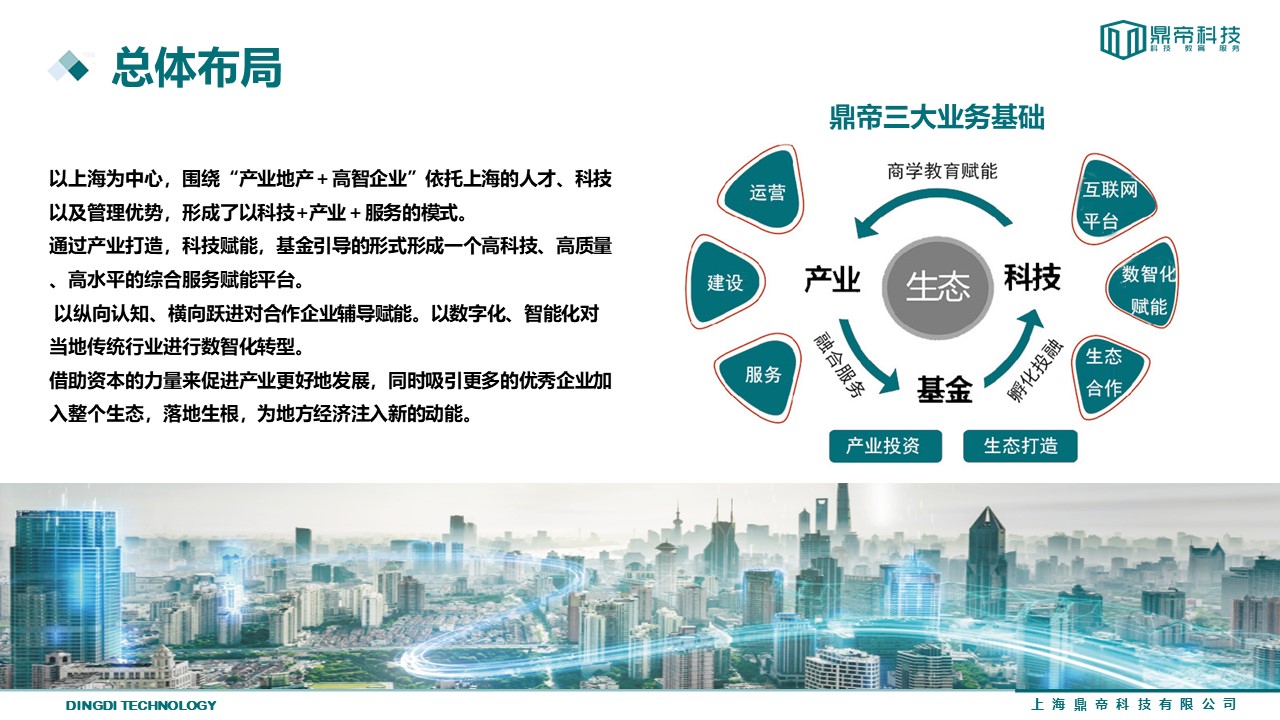 总体布局
鼎帝科技
科技 教育 服务
以上海为中心，围绕“产业地产＋高智企业”依托上海的人才、科技
以及管理优势，形成了以科技+产业＋服务的模式。
通过产业打造，科技赋能，基金引导的形式形成一个高科技、高质量
、高水平的综合服务赋能平台。
以纵向认知、横向跃进对合作企业辅导赋能。以数字化、智能化对
当地传统行业进行数智化转型。
借助资本的力量来促进产业更好地发展，同时吸引更多的优秀企业加
入整个生态，落地生根，为地方经济注入新的动能。
鼎帝三大业务基础
商学教育赋能
运营
建设
服务
产业
生态
科技
基金
融合服务
孵化投融
互联网
平台
数智化
赋能
生态
合作
产业投资
生态打造
DINGDI TECHNOLOGY
上海鼎帝科技有限公司